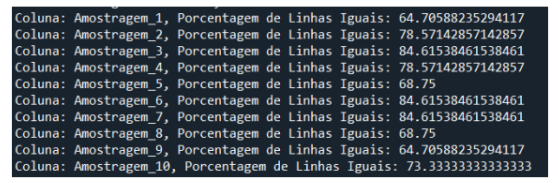 Coluna: Amostragem_1, Porcentagem de Linhas Iguais: 64.70588235294117
Coluna: Amostragem_2, Porcentagem de Linhas Iguais: 78.57142857142857
Coluna: Amostragem_3, Porcentagem de Linhas Iguais: 84.61538461538461
Coluna: Amostragem_4, Porcentagem de Linhas Iguais: 78.57142857142857
Coluna: Amostragem_5, Porcentagem de Linhas Iguais: 68.75
Coluna: Amostragem_6, Porcentagem de Linhas Iguais: 84.61538461538461
Coluna: Amostragem_7, Porcentagem de Linhas Iguais: 84.61538461538461
Coluna: Amostragem_8, Porcentagem de Linhas Iguais: 68.75
Coluna: Amostragem_9, Porcentagem de Linhas Iguais: 64.70588235294117
Coluna: Amostragem_10, Porcentagem de Linhas Iguais: 73.33333333333333